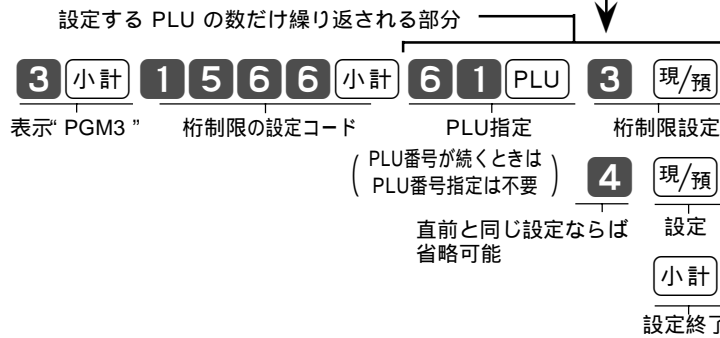 設定する PLU の数だけ繰り返される部分
3 小計 1 5 6 6 小計 6 1 PLU 3 現/預
表示“ PGM3 ” 桁制限の設定コード PLU指定 桁制限設定
( PLU番号が続くときは
PLU番号指定は不要 ) 4 現/預
直前と同じ設定ならば 設定
省略可能
小計
設定終了